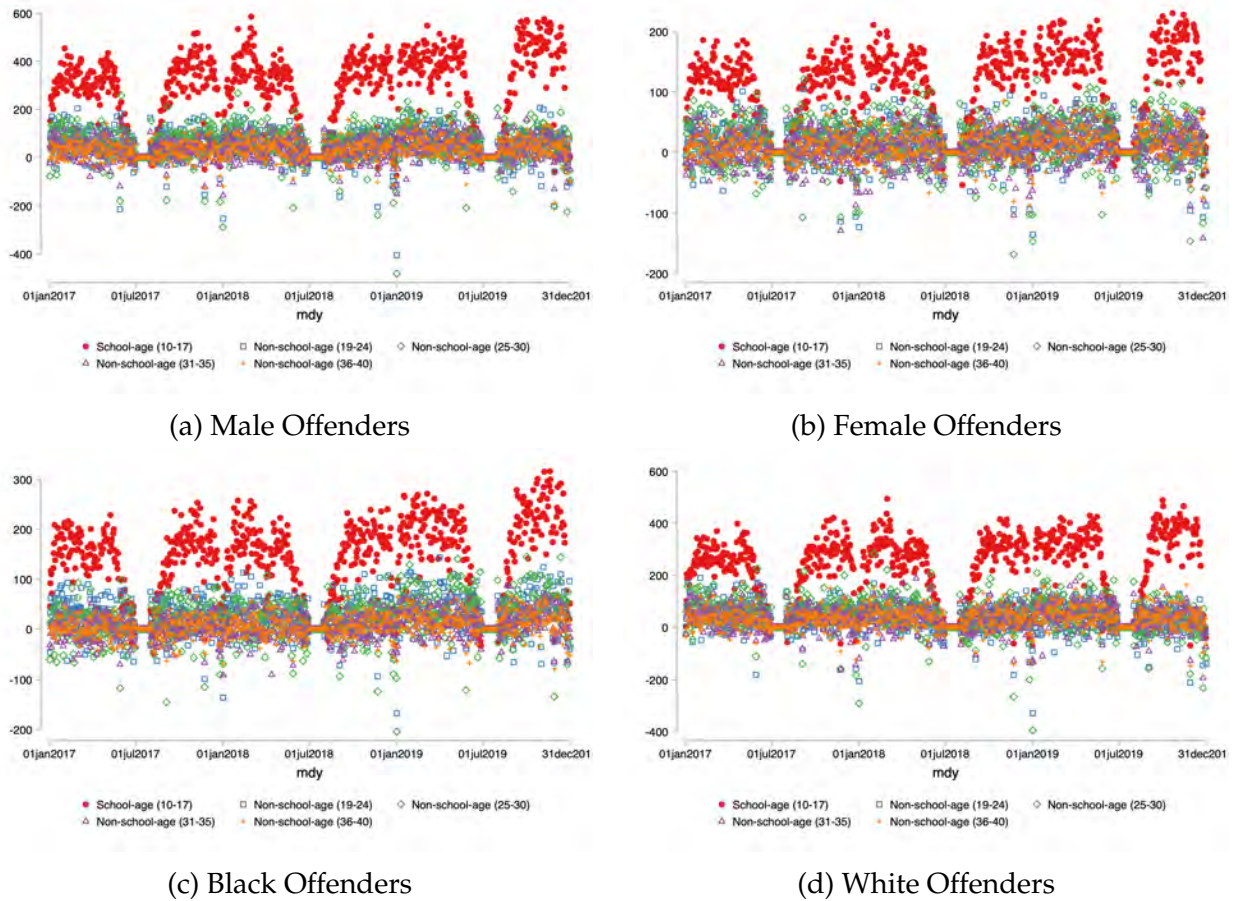 600
400
200
0
-200
-400
01jan2017 01jul2017 01jan2018 01jul2018 01jan2019 01jul2019 31dec201
mdy
School-age (10-17) Non-school-age (19-24) Non-school-age (25-30)
Non-school-age (31-35) Non-school-age (36-40)
(a) Male Offenders
200
100
0
-100
-200
01jan2017 01jul2017 01jan2018 01jul2018 01jan2019 01jul2019 31dec201
mdy
School-age (10-17) Non-school-age (19-24) Non-school-age (25-30)
Non-school-age (31-35) Non-school-age (36-40)
(b) Female Offenders
300
200
100
0
-100
-200
01jan2017 01jul2017 01jan2018 01jul2018 01jan2019 01jul2019 31dec201
mdy
School-age (10-17) Non-school-age (19-24) Non-school-age (25-30)
Non-school-age (31-35) Non-school-age (36-40)
(c) Black Offenders
600
400
200
0
-200
-400
01jan2017 01jul2017 01jan2018 01jul2018 01jan2019 01jul2019 31dec201
mdy
School-age (10-17) Non-school-age (19-24) Non-school-age (25-30)
Non-school-age (31-35) Non-school-age (36-40)
(d) White Offenders